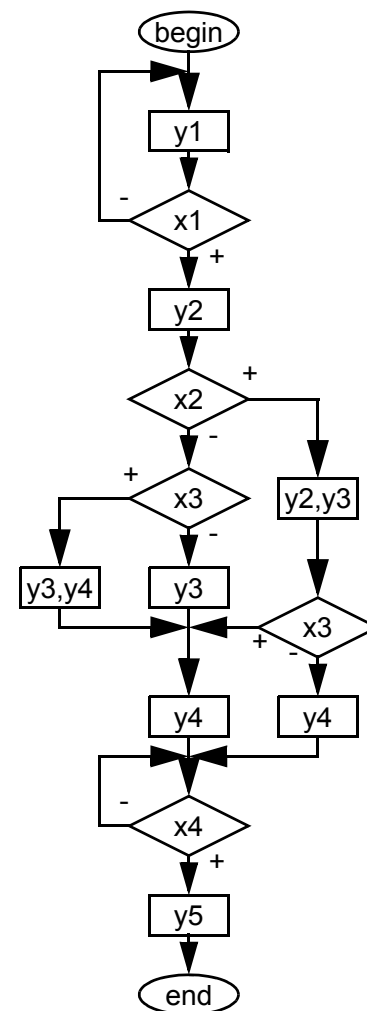 begin
y1
-
x1
+
y2
x2
+
-
+
x3
-
y2,y3
y3,y4
y3
x3
+
-
y4
y4
-
x4
+
y5
end